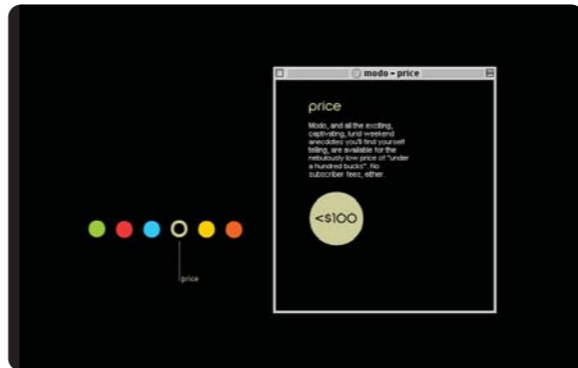 modo - price
price
Modo, and all the exciting,
captivating, lurid weekend
anecdotes you'll find yourself
telling, are available for the
nebulously low price of "under
a hundred bucks". No
subscriber fees, either.
<$100
price